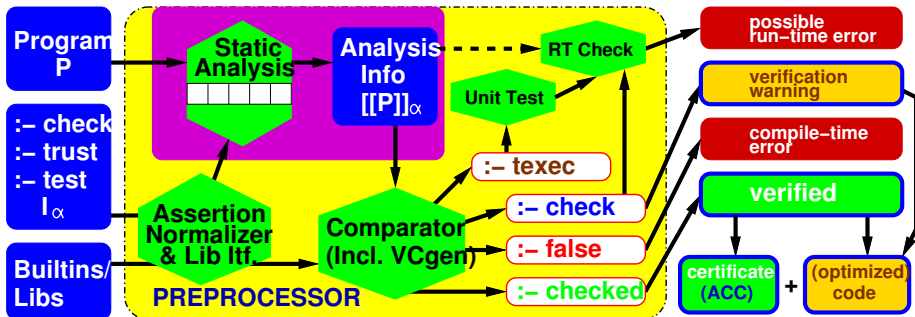 Program
P
:- check
:- trust
:- test
I α
Builtins/
Libs
Static
Analysis
Analysis
Info
[[P]]α
Assertion
Normalizer
& Lib Itf.
PREPROCESSOR
Comparator
(Incl. VCgen)
RT Check
Unit Test
:- texec
:- check
:- false
:- checked
possible
run-time error
verification
warning
compile-time
error
verified
certificate
(ACC)
+
(optimized)
code